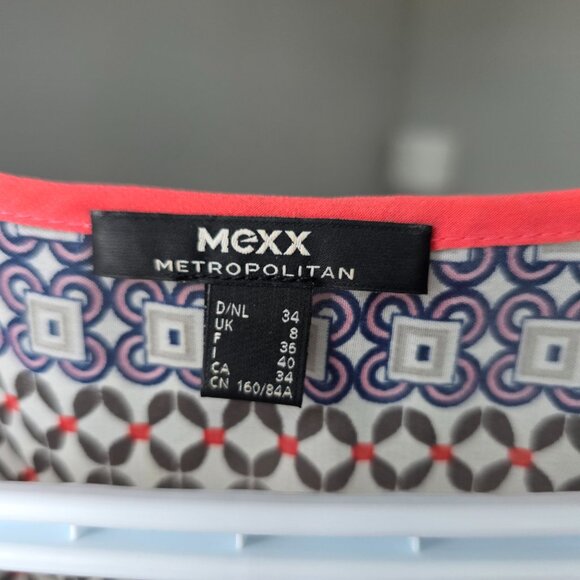 Mexx
METROPOLITAN
D/NL 34
UK 8
F 36
I 40
CA 34
CN 160/84A